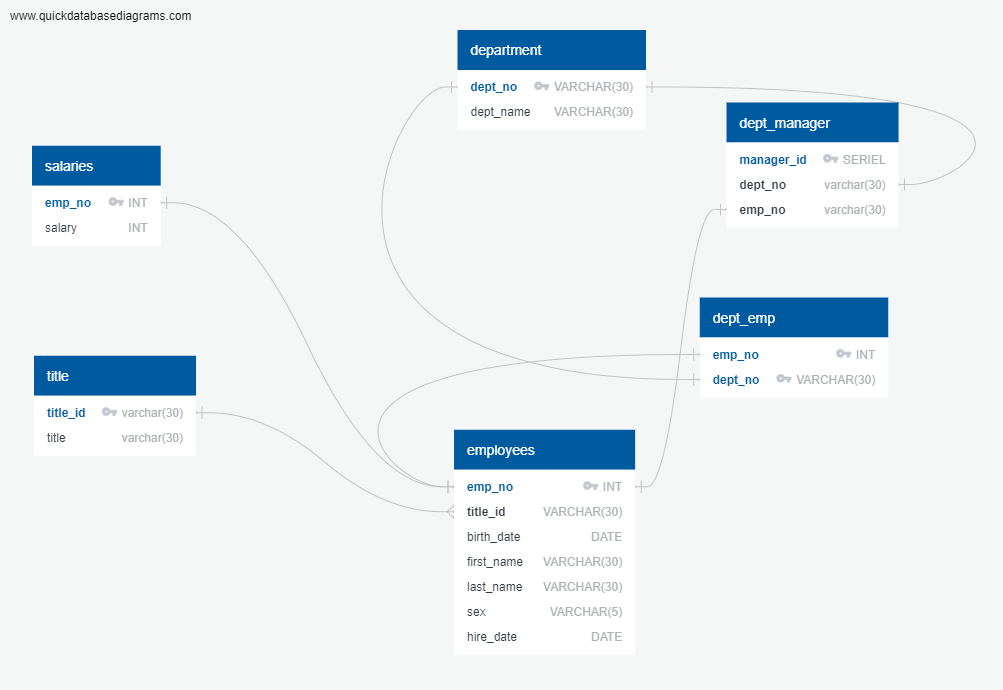 www.quickdatabasediagrams.com
department
dept_no VARCHAR(30)
dept_name VARCHAR(30)
dept_manager
manager_id SERIEL
dept_no varchar(30)
emp_no varchar(30)
salaries
emp_no INT
salary INT
dept_emp
emp_no INT
dept_no VARCHAR(30)
title
title_id varchar(30)
title varchar(30)
employees
emp_no INT
title_id VARCHAR(30)
birth_date DATE
first_name VARCHAR(30)
last_name VARCHAR(30)
sex VARCHAR(5)
hire_date DATE